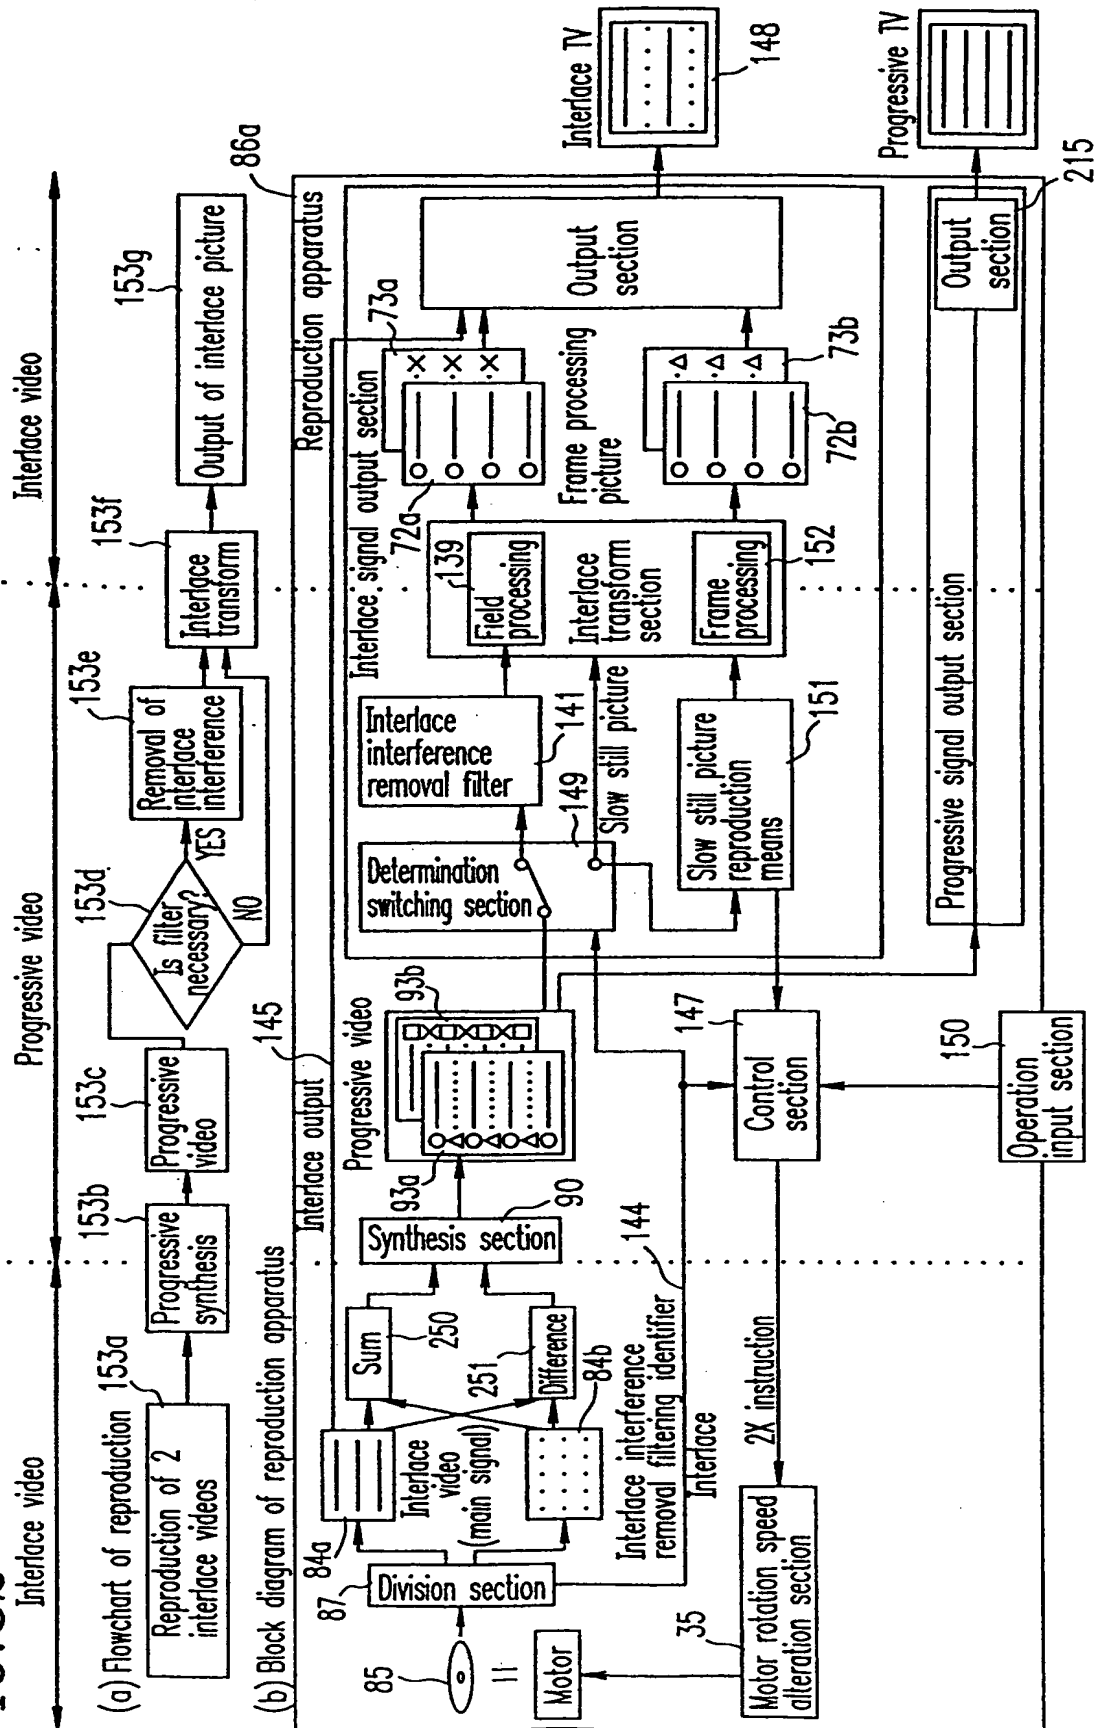 Interlace video
Progressive video
Interlace video
(a) Flowchart of reproduction
153a
Reproduction of 2
interlace videos
153b
Progressive
synthesis
153c
Progressive
video
153d
Is filter
necessary?
YES
NO
153e
Removal of
interlace
interference
153f
Interlace
transform
153g
Output of interlace picture
(b) Block diagram of reproduction apparatus
Interlace output
145
Reproduction apparatus
86a
85
Motor
87
Division section
84a
Interlace
video
(main signal)
84b
Sum
250
251
Difference
Synthesis section
90
Progressive video
93a
93b
Interlace interference
removal filtering identifier
144
Interlace
Determination
switching section
149
Interlace
interference
removal filter
141
Slow still picture
Slow still picture
reproduction
means
151
Interlace signal output section
139
Field
processing
Interlace
transform
section
Frame
processing
152
72a
73a
Frame processing
picture
72b
73b
Output
section
Interlace TV
148
35
Motor rotation speed
alteration section
2X instruction
147
Control
section
150
Operation
input section
Progressive signal output section
Output
section
215
Progressive TV